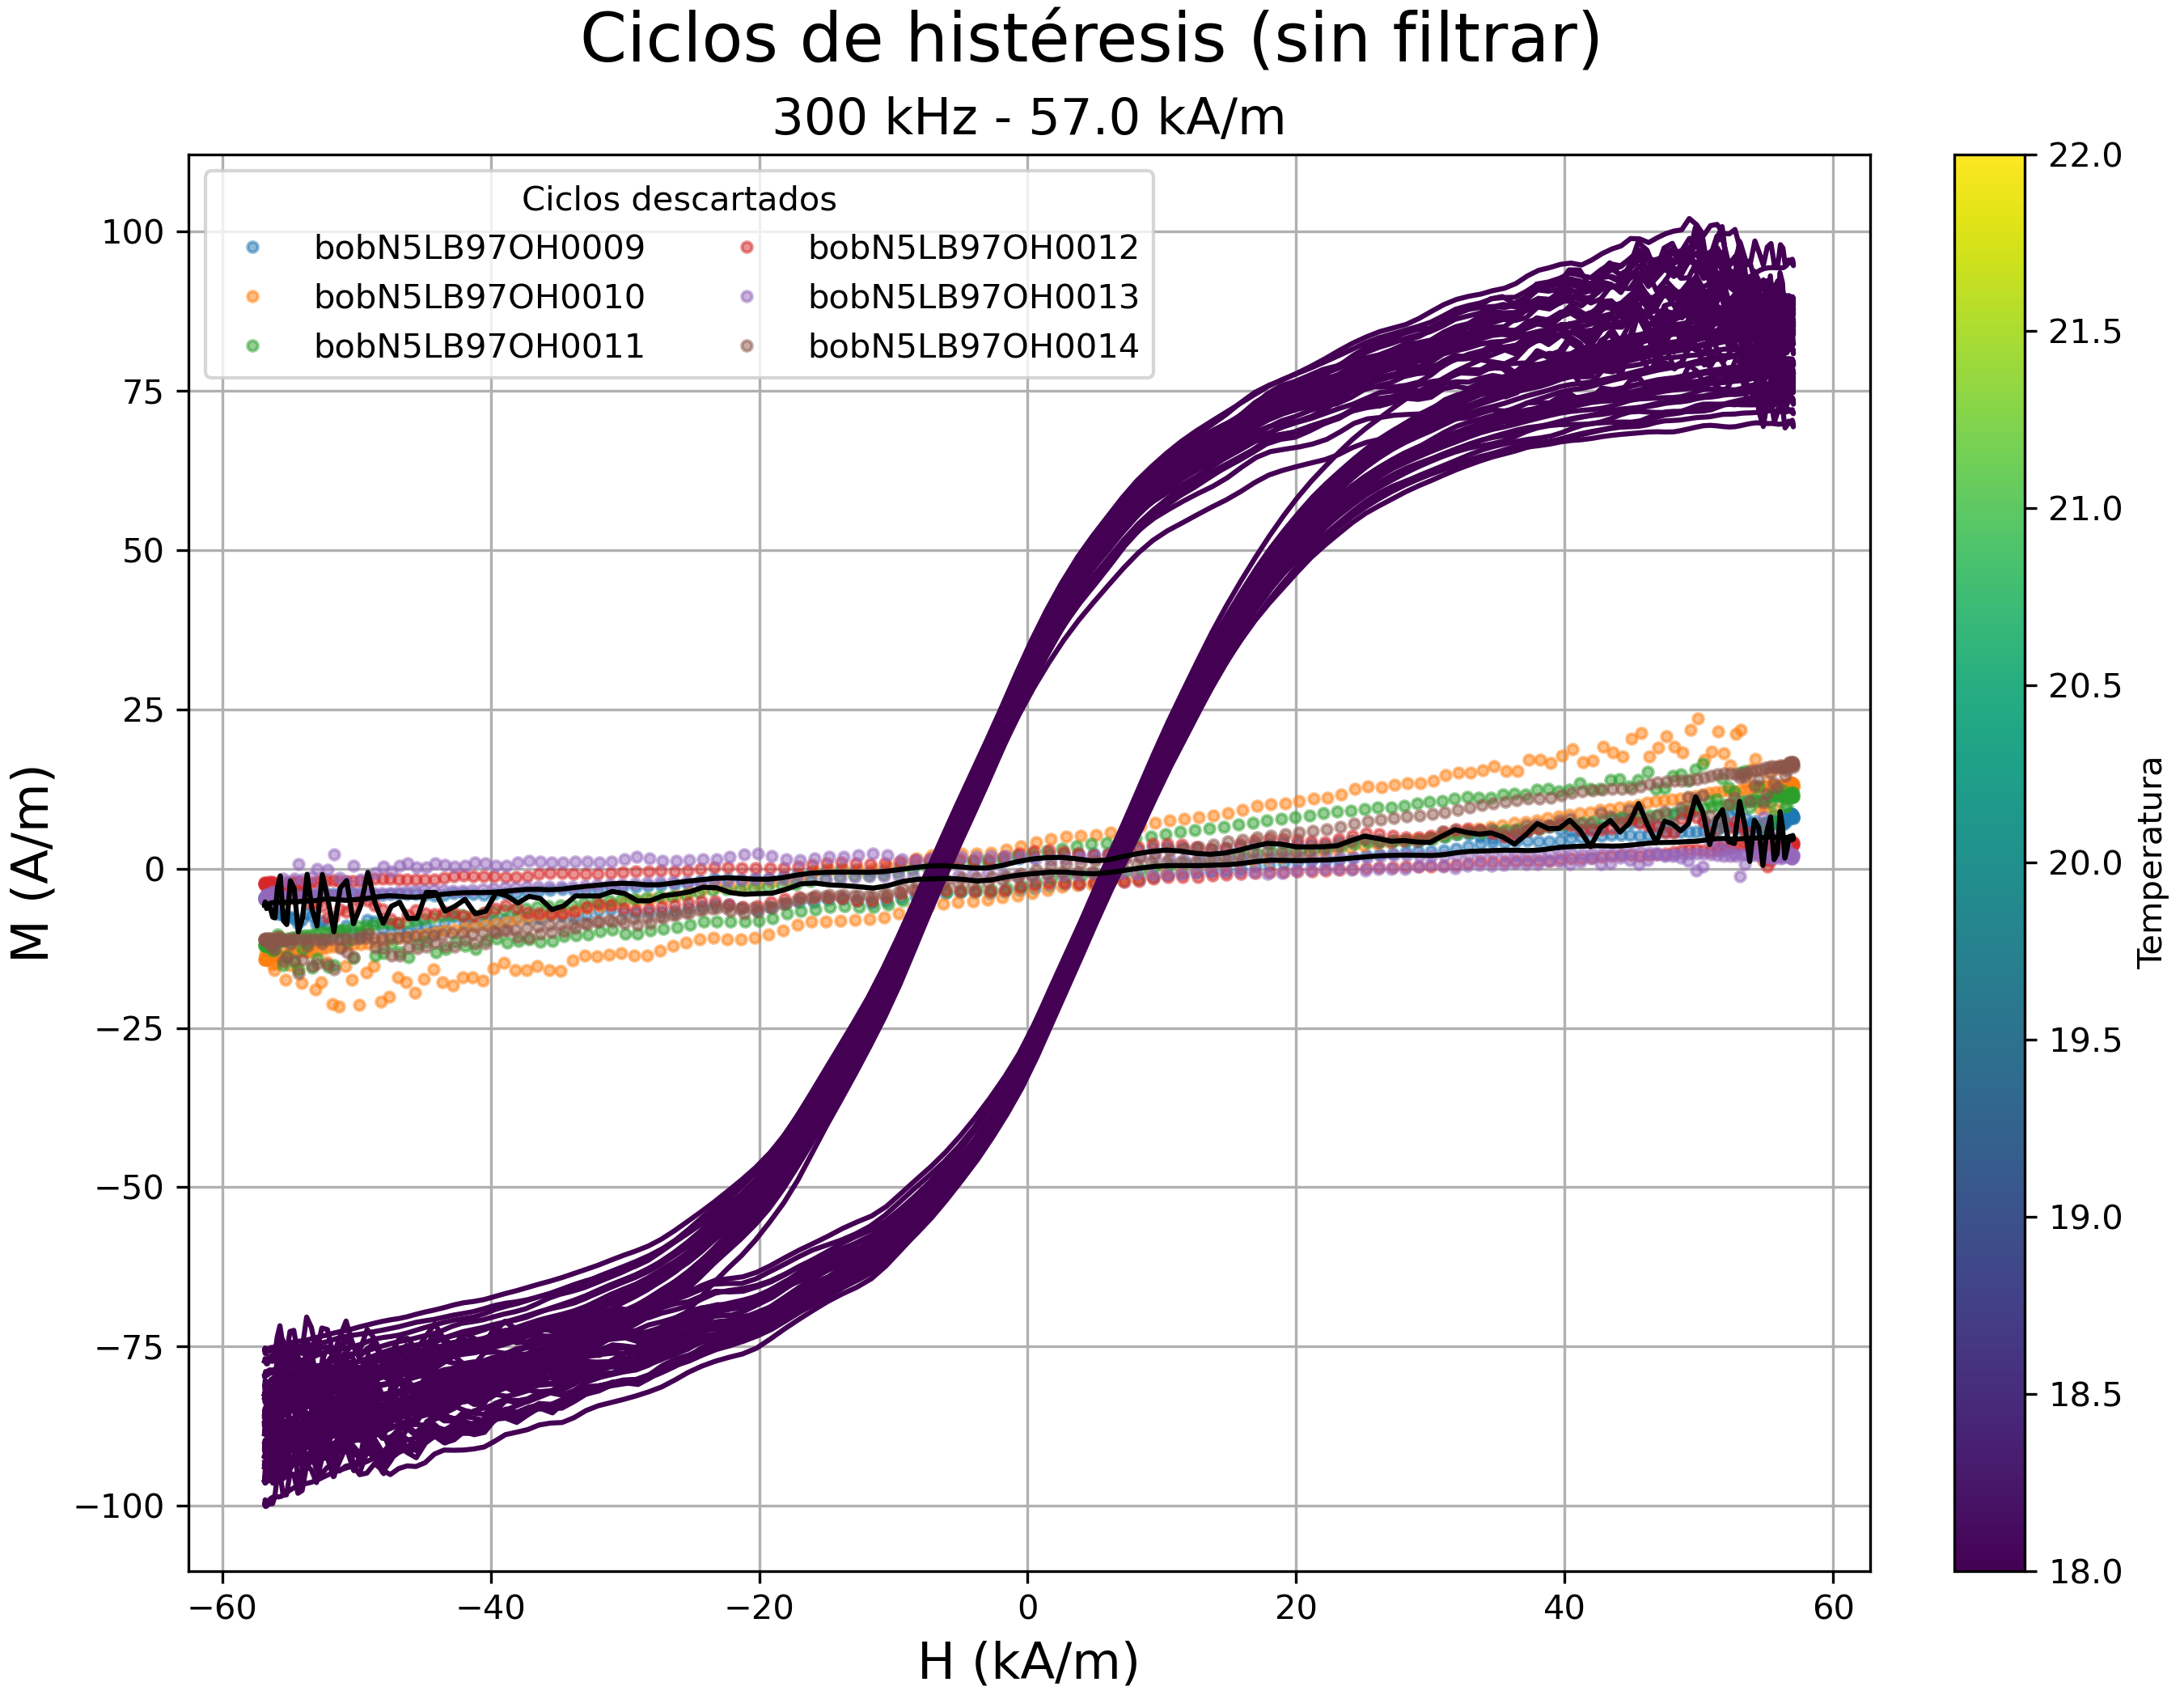 Ciclos de histéresis (sin filtrar)
300 kHz - 57.0 kA/m
Ciclos descartados
bobN5LB97OH0009
bobN5LB97OH0010
bobN5LB97OH0011
bobN5LB97OH0012
bobN5LB97OH0013
bobN5LB97OH0014
M (A/m)
100
75
50
25
0
−25
−50
−75
−100
−60
−40
−20
0
20
40
60
H (kA/m)
22.0
21.5
21.0
20.5
20.0
19.5
19.0
18.5
18.0
Temperatura